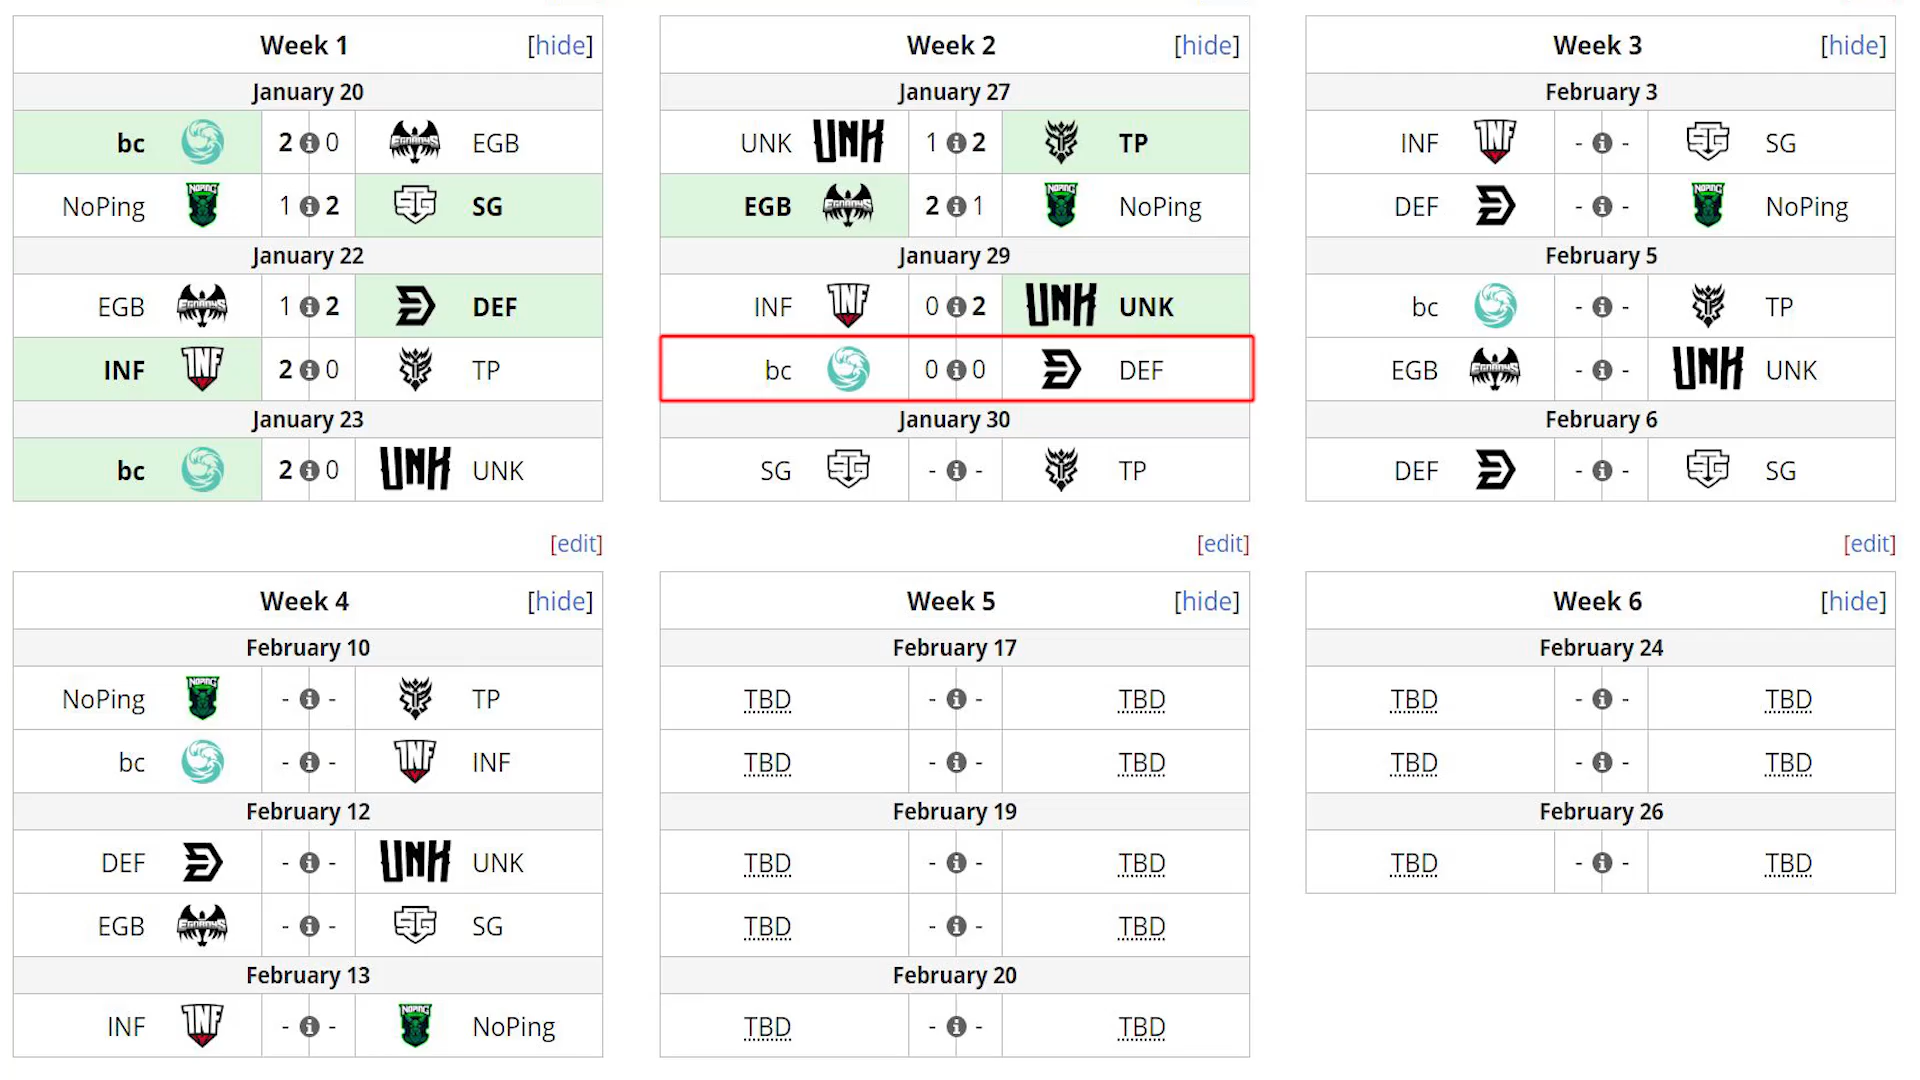 Week 1 [hide]
January 20
bc 2 0 EGB
NoPing 1 2 SG
January 22
EGB 1 2 DEF
INF 2 0 TP
January 23
bc 2 0 UNK
[edit]
Week 2 [hide]
January 27
UNK 1 2 TP
EGB 2 1 NoPing
January 29
INF 0 2 UNK
bc 0 0 DEF
January 30
SG - - TP
[edit]
Week 3 [hide]
February 3
INF - - SG
DEF - - NoPing
February 5
bc - - TP
EGB - - UNK
February 6
DEF - - SG
[edit]
Week 4 [hide]
February 10
NoPing - - TP
bc - - INF
February 12
DEF - - UNK
EGB - - SG
February 13
INF - - NoPing
Week 5 [hide]
February 17
TBD - - TBD
TBD - - TBD
February 19
TBD - - TBD
TBD - - TBD
February 20
TBD - - TBD
Week 6 [hide]
February 24
TBD - - TBD
TBD - - TBD
February 26
TBD - - TBD